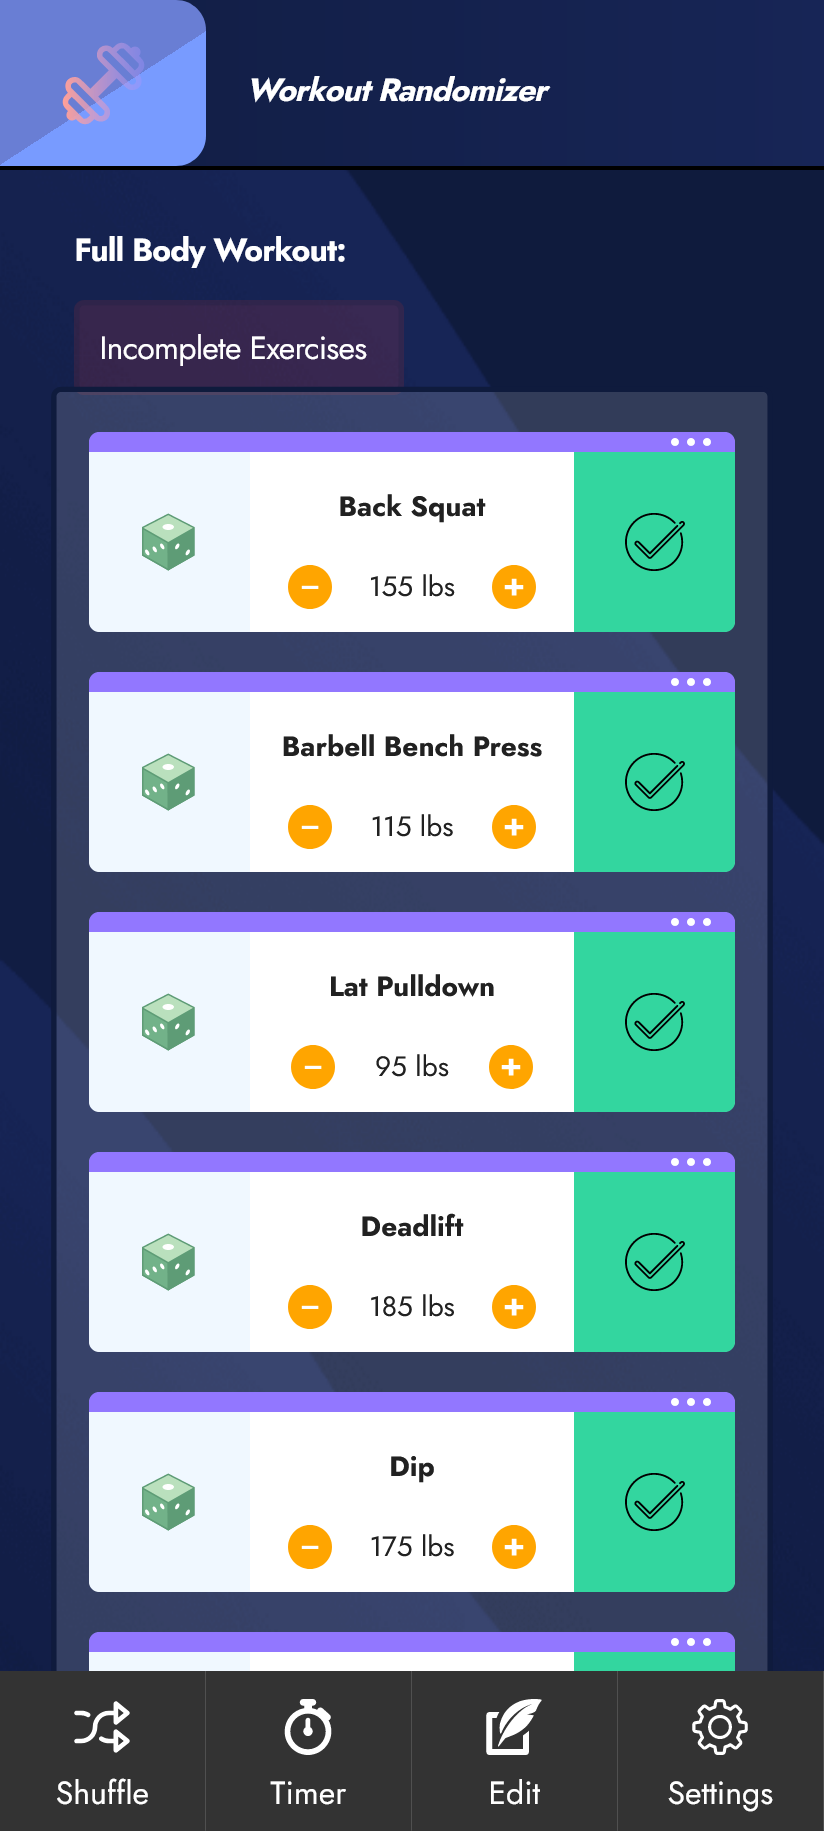 Workout Randomizer
Full Body Workout:
Incomplete Exercises
Back Squat
155 lbs
Barbell Bench Press
115 lbs
Lat Pulldown
95 lbs
Deadlift
185 lbs
Dip
175 lbs
Shuffle Timer Edit Settings